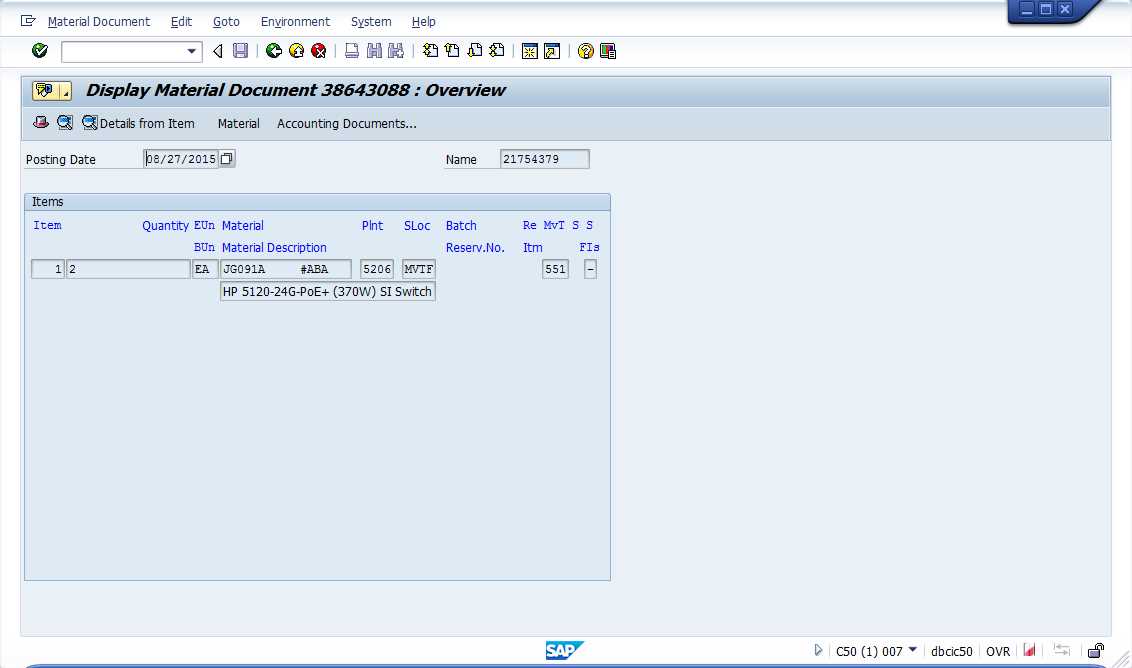 Material Document Edit Goto Environment System Help
Display Material Document 38643088 : Overview
Details from Item Material Accounting Documents...
Posting Date 08/27/2015 Name 21754379
Items
Item Quantity EUn Material Plnt SLoc Batch Re MvT S S
BUn Material Description Reserv.No. Itm FIs
1 2 EA JG091A #ABA 5206 MVTF 551 -
HP 5120-24G-PoE+ (370W) SI Switch
SAP C50 (1) 007 dbcic50 OVR